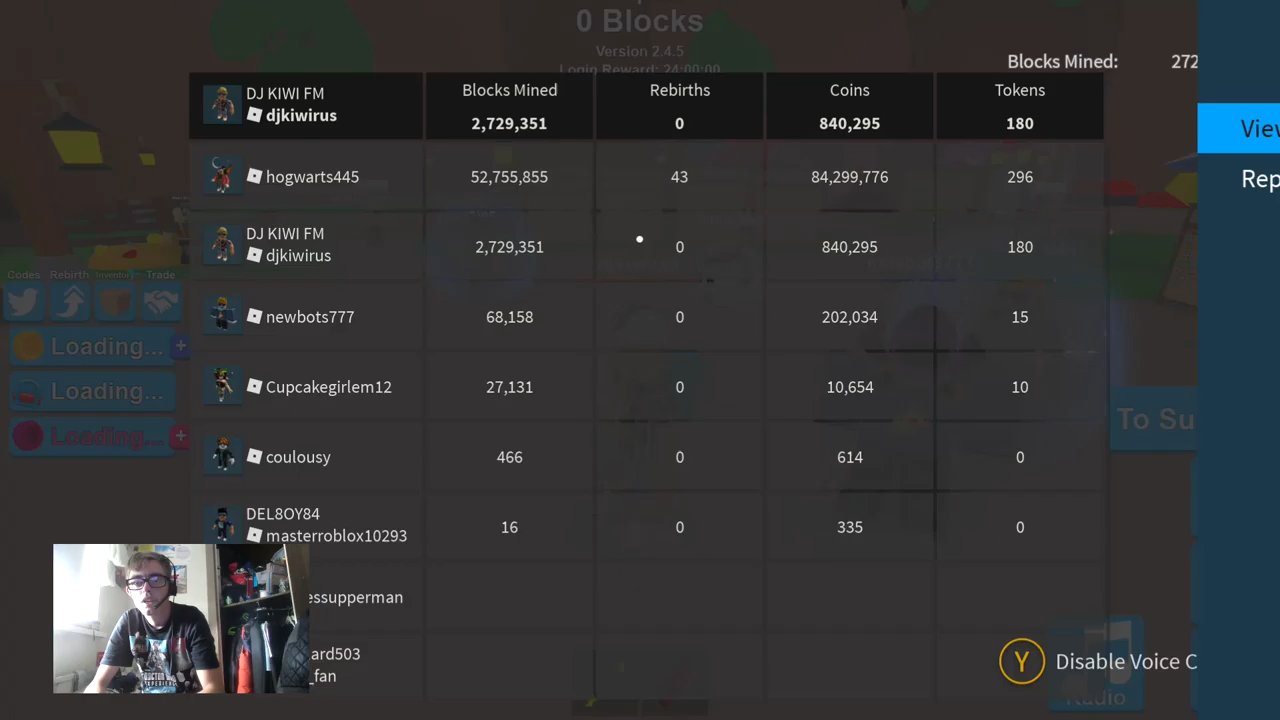 0 Blocks
Version 2.4.5
Login Reward: 24:00:00
Blocks Mined: 272
DJ KIWI FM
djkiwirus
Blocks Mined Rebirths Coins Tokens
2,729,351 0 840,295 180
hogwarts445 52,755,855 43 84,299,776 296
DJ KIWI FM
djkiwirus 2,729,351 0 840,295 180
newbots777 68,158 0 202,034 15
Cupcakegirlem12 27,131 0 10,654 10
coulousy 466 0 614 0
DEL8OY84
masterroblox10293 16 0 335 0
essupperman
ard503
_fan
View
Rep
Codes Rebirth Inventory Trade
Loading...
Loading...
Loading...
To Su
Y Disable Voice C
Radio